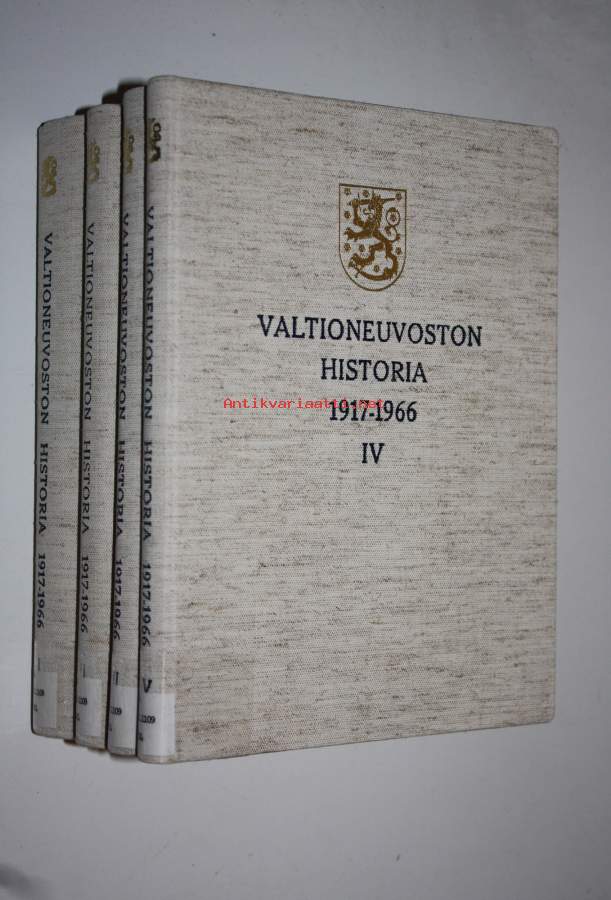 VALTIONEUVOSTON
HISTORIA
1917-1966
IV
Antikvariaatti.net
VALTIONEUVOSTON HISTORIA 1917-1966 I
VALTIONEUVOSTON HISTORIA 1917-1966
VALTIONEUVOSTON HISTORIA 1917-1966
VALTIONEUVOSTON HISTORIA 1917-1966 V